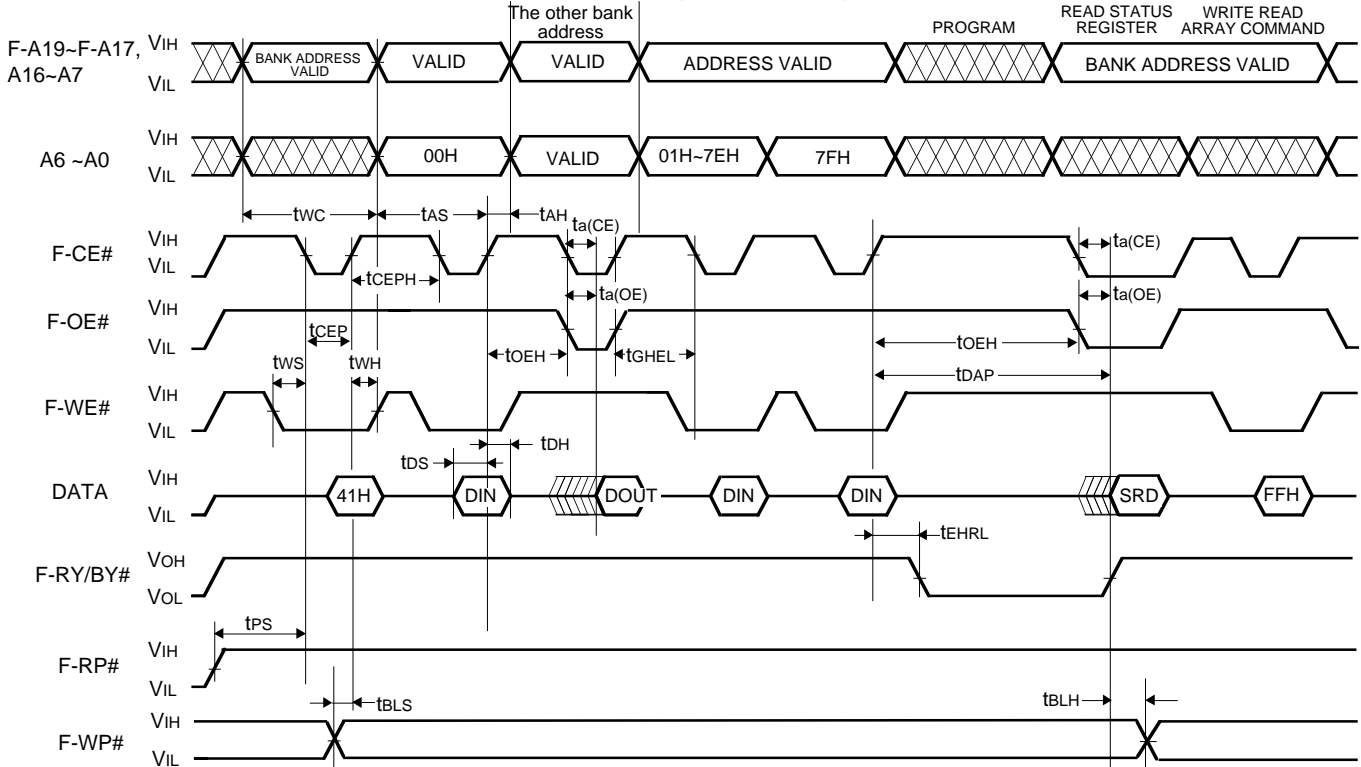 The other bank
address
PROGRAM
READ STATUS
REGISTER
WRITE READ
ARRAY COMMAND
F-A19~F-A17,
A16~A7
VIH
VIL
BANK ADDRESS
VALID
VALID
VALID
ADDRESS VALID
BANK ADDRESS VALID
A6 ~A0
VIH
VIL
00H
VALID
01H~7EH
7FH
tWC
tAS
tAH
F-CE#
VIH
VIL
ta(CE)
ta(CE)
tCEPH
F-OE#
VIH
VIL
ta(OE)
ta(OE)
tCEP
tOEH
tGHEL
tOEH
tWS
tWH
tDAP
F-WE#
VIH
VIL
tDH
tDS
DATA
VIH
VIL
41H
DIN
DOUT
DIN
DIN
SRD
FFH
tEHRL
F-RY/BY#
VOH
VOL
tPS
F-RP#
VIH
VIL
tBLS
tBLH
F-WP#
VIH
VIL